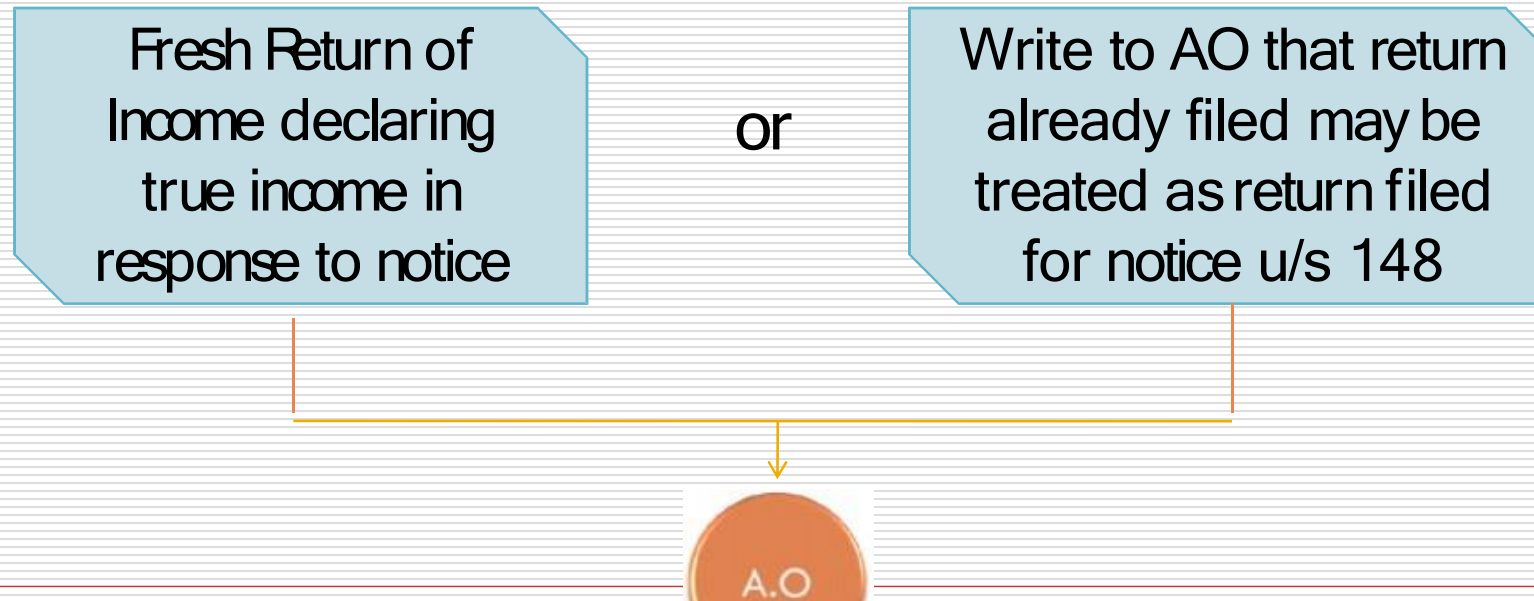 Fresh Return of
Income declaring
true income in
response to notice
or
Write to AO that return
already filed may be
treated as return filed
for notice u/s 148
A.O